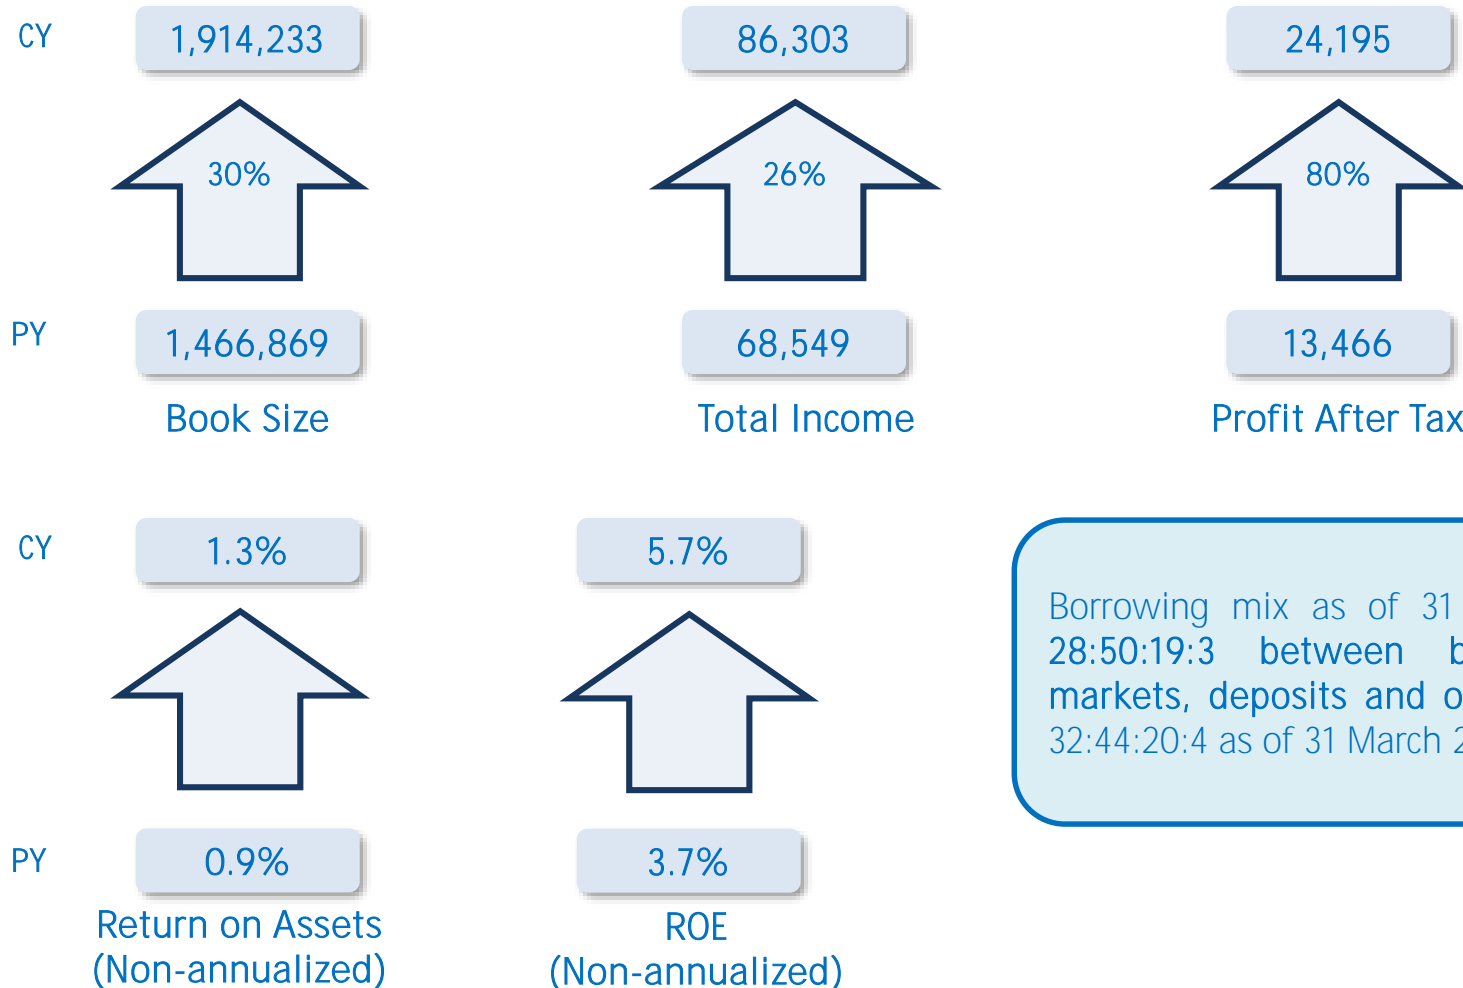 CY
1,914,233
86,303
24,195
30%
26%
80%
PY
1,466,869
68,549
13,466
Book Size
Total Income
Profit After Tax
CY
1.3%
5.7%
PY
0.9%
3.7%
Return on Assets
(Non-annualized)
ROE
(Non-annualized)
Borrowing mix as of 31
28:50:19:3 between
markets, deposits and
32:44:20:4 as of 31 March